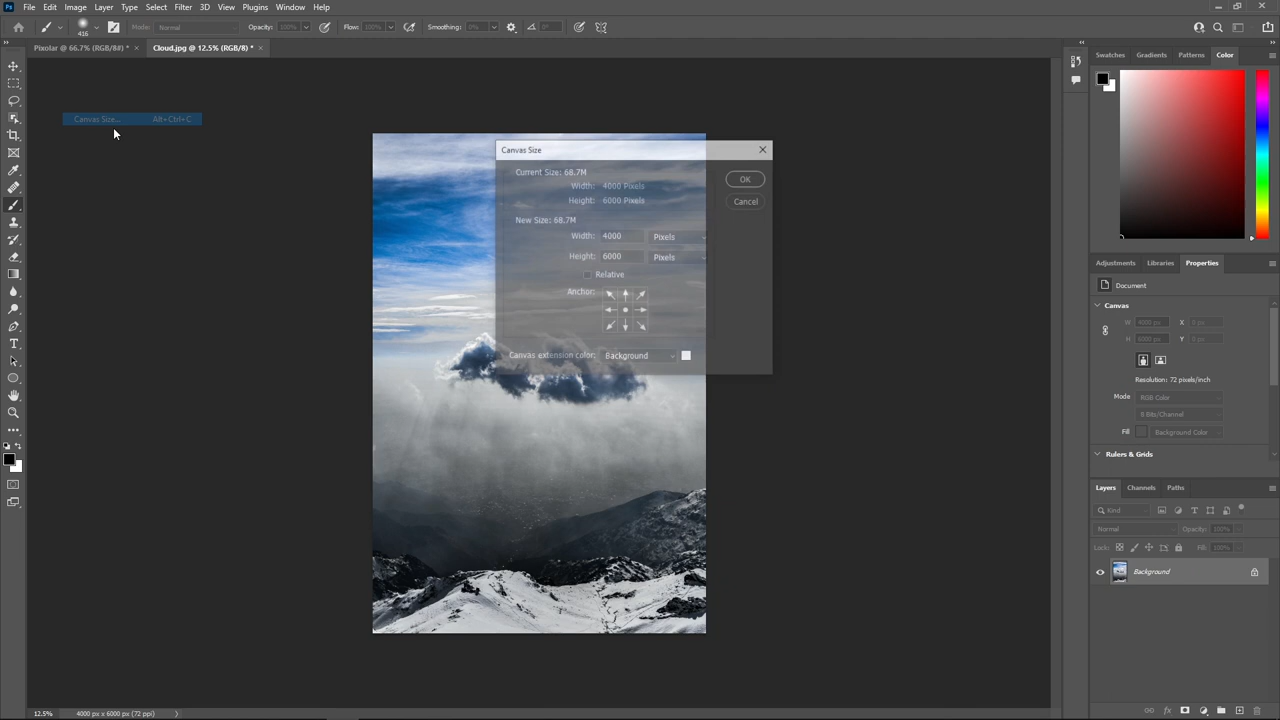 Ps File Edit Image Layer Type Select Filter 3D View Plugins Window Help
416 Mode: Normal Opacity: 100% Flow: 100% Smoothing: 0% 0°
Pixolar @ 66.7% (RGB/8#) * × Cloud.jpg @ 12.5% (RGB/8) * ×
Swatches Gradients Patterns Color
Canvas Size... Alt+Ctrl+C
Canvas Size
Current Size: 68.7M
Width: 4000 Pixels
Height: 6000 Pixels
OK
Cancel
New Size: 68.7M
Width: 4000 Pixels
Height: 6000 Pixels
Relative
Anchor:
Canvas extension color: Background
Adjustments Libraries Properties
Document
Canvas
W 4000 px X 0 px
H 6000 px Y 0 px
Resolution: 72 pixels/inch
Mode RGB Color
8 Bits/Channel
Fill Background Color
Rulers & Grids
Layers Channels Paths
Kind
Normal Opacity: 100%
Lock: Fill: 100%
Background
12.5% 4000 px x 6000 px (72 ppi)